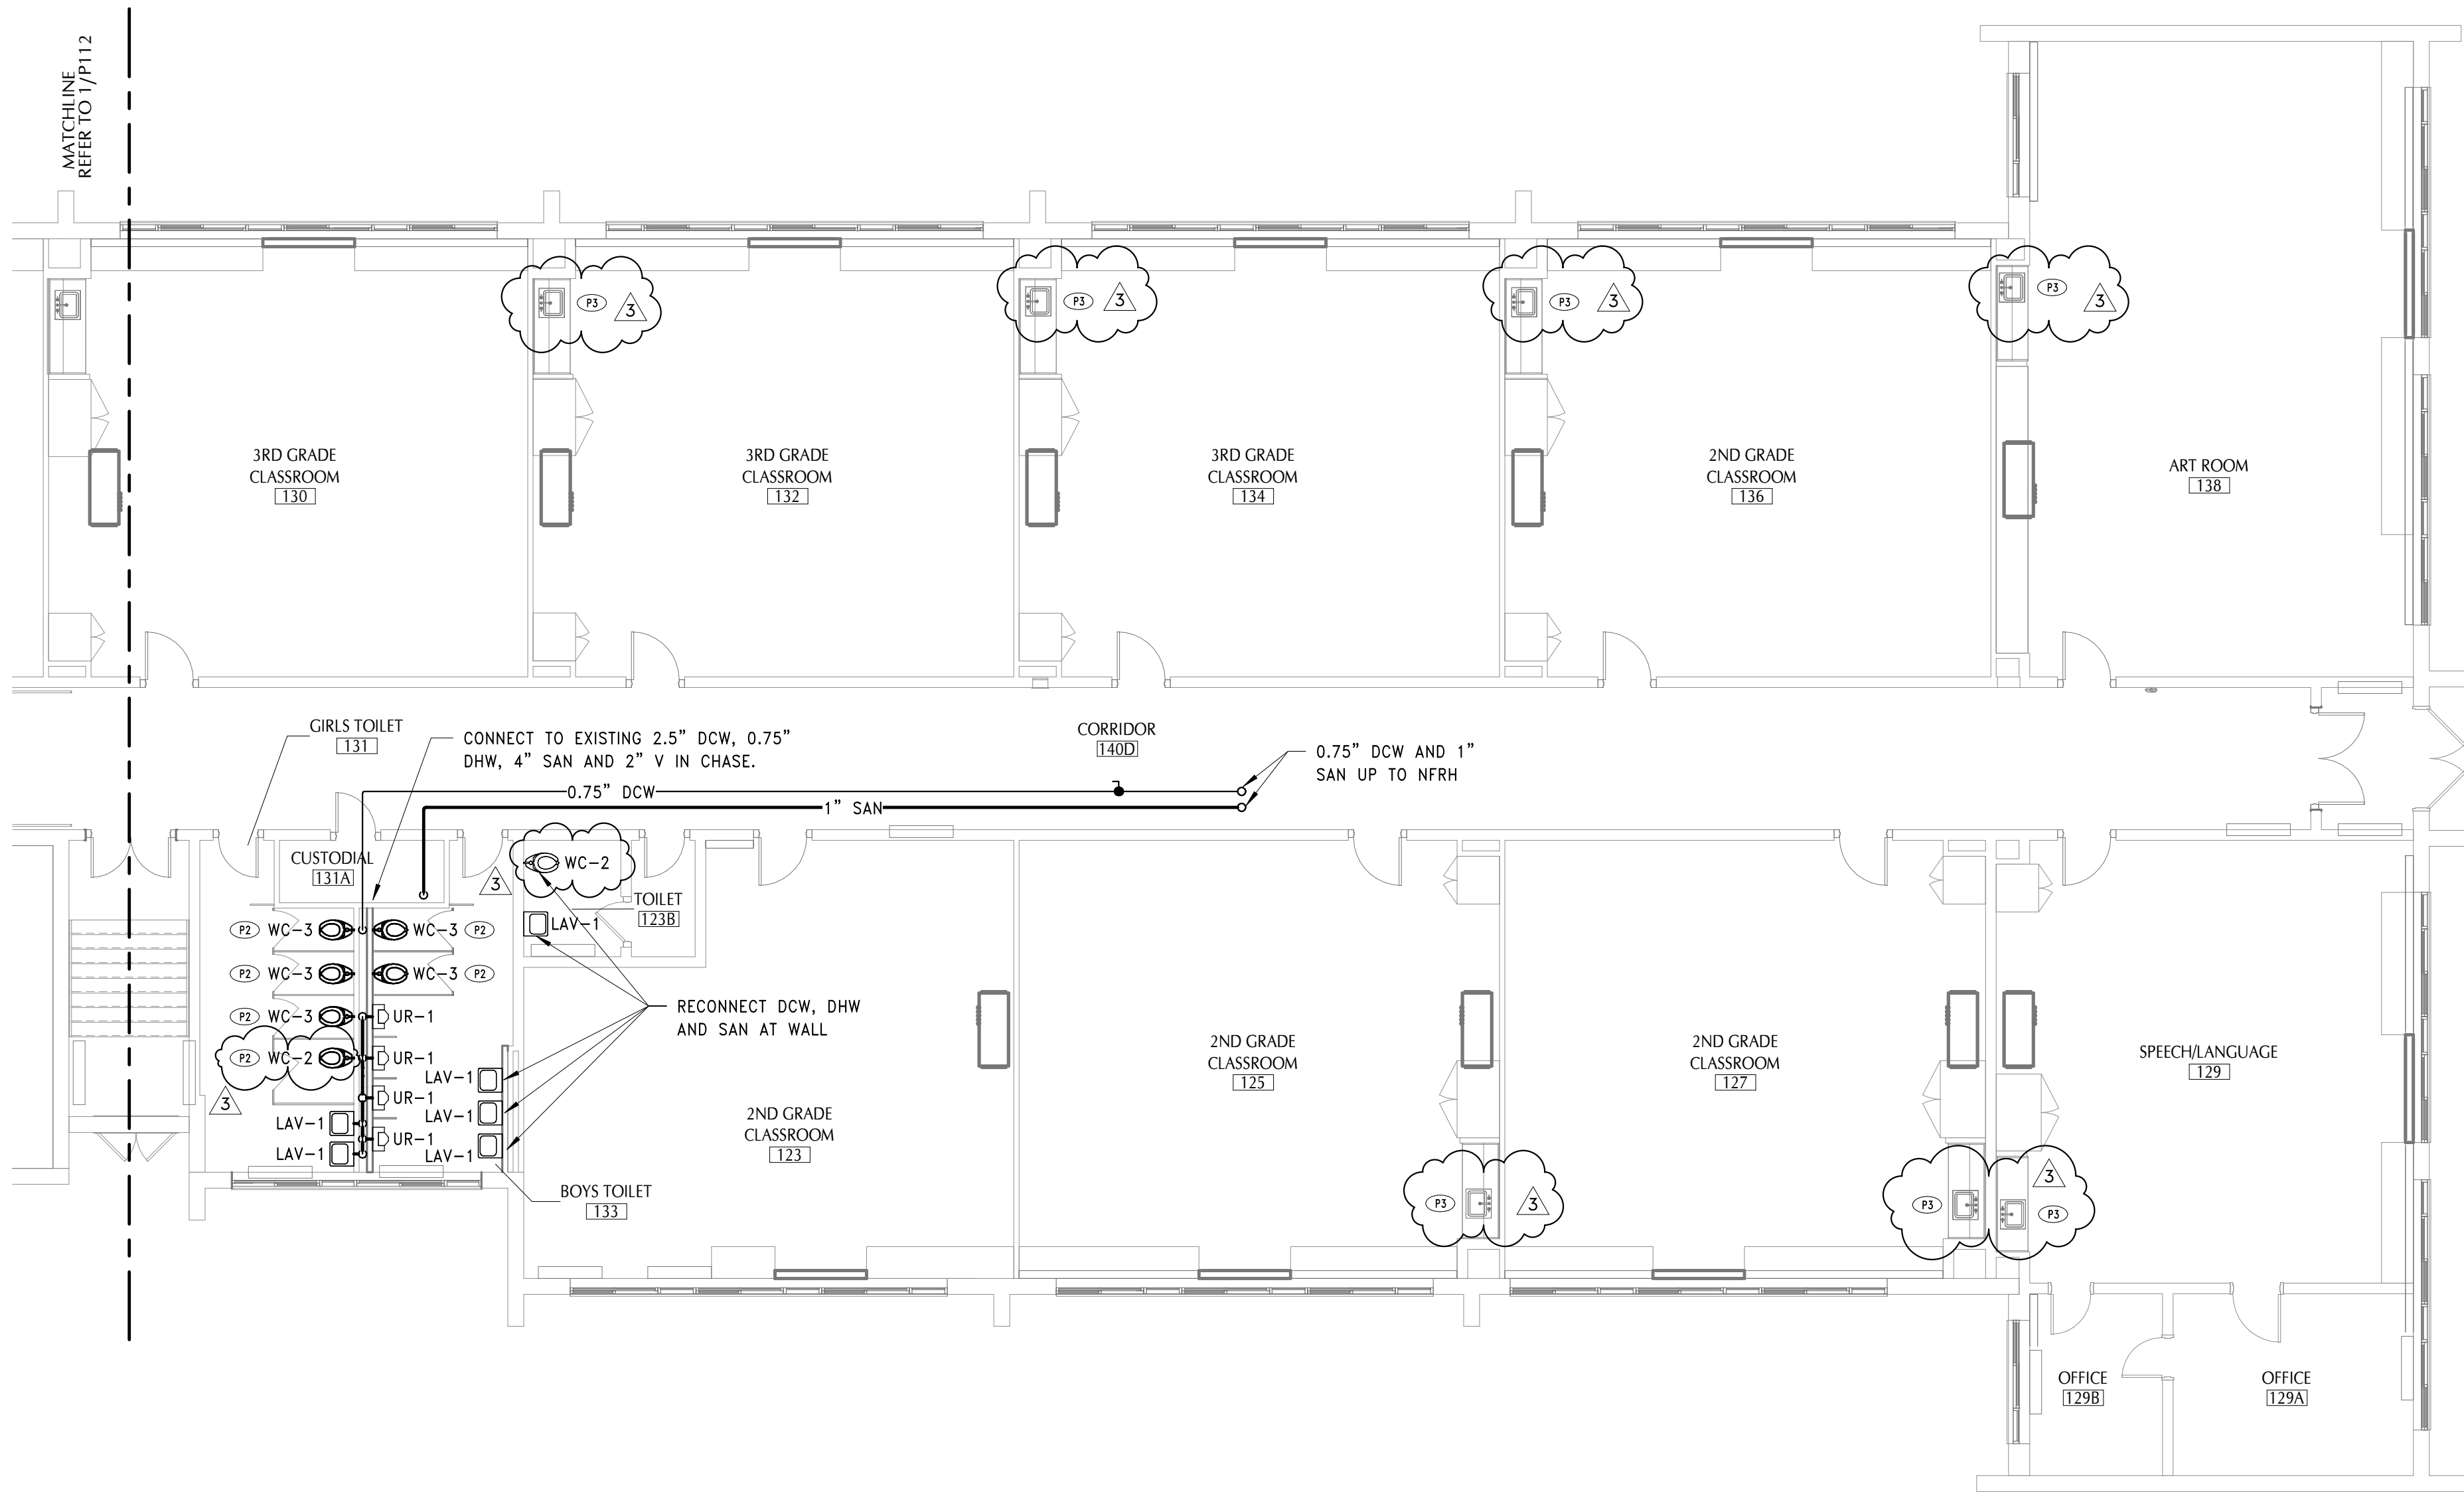 MATCHLINE
REFER TO 1/P112
P3
3
P3
3
P3
3
P3
3
3RD GRADE
CLASSROOM
130
3RD GRADE
CLASSROOM
132
3RD GRADE
CLASSROOM
134
2ND GRADE
CLASSROOM
136
ART ROOM
138
GIRLS TOILET
131
CONNECT TO EXISTING 2.5" DCW, 0.75"
DHW, 4" SAN AND 2" V IN CHASE.
CORRIDOR
140D
0.75" DCW AND 1"
SAN UP TO NFRH
0.75" DCW
1" SAN
CUSTODIAL
131A
3
WC-2
TOILET
123B
LAV-1
P2 WC-3
WC-3 P2
P2 WC-3
WC-3 P2
P2 WC-3
UR-1
P2 WC-2
UR-1
3
UR-1
UR-1
LAV-1
LAV-1
LAV-1
LAV-1
LAV-1
RECONNECT DCW, DHW
AND SAN AT WALL
BOYS TOILET
133
2ND GRADE
CLASSROOM
123
2ND GRADE
CLASSROOM
125
2ND GRADE
CLASSROOM
127
SPEECH/LANGUAGE
129
P3
3
P3
3
P3
OFFICE
129B
OFFICE
129A